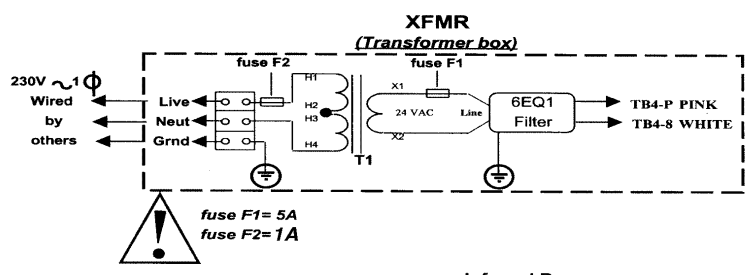 XFMR
(Transformer box)
fuse F2
fuse F1
230V ~1 ϕ
Wired
by
others
Live
Neut
Grnd
H1
H2
H3
H4
T1
X1
24 VAC
X2
Line
6EQ1
Filter
TB4-P PINK
TB4-8 WHITE
!
fuse F1= 5A
fuse F2= 1A